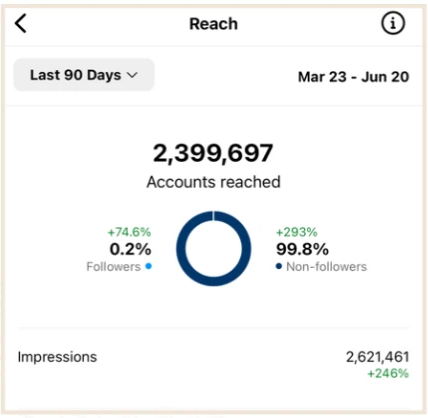 Reach
Last 90 Days
Mar 23 - Jun 20
2,399,697
Accounts reached
+74.6%
0.2%
Followers
+293%
99.8%
Non-followers
Impressions
2,621,461
+246%